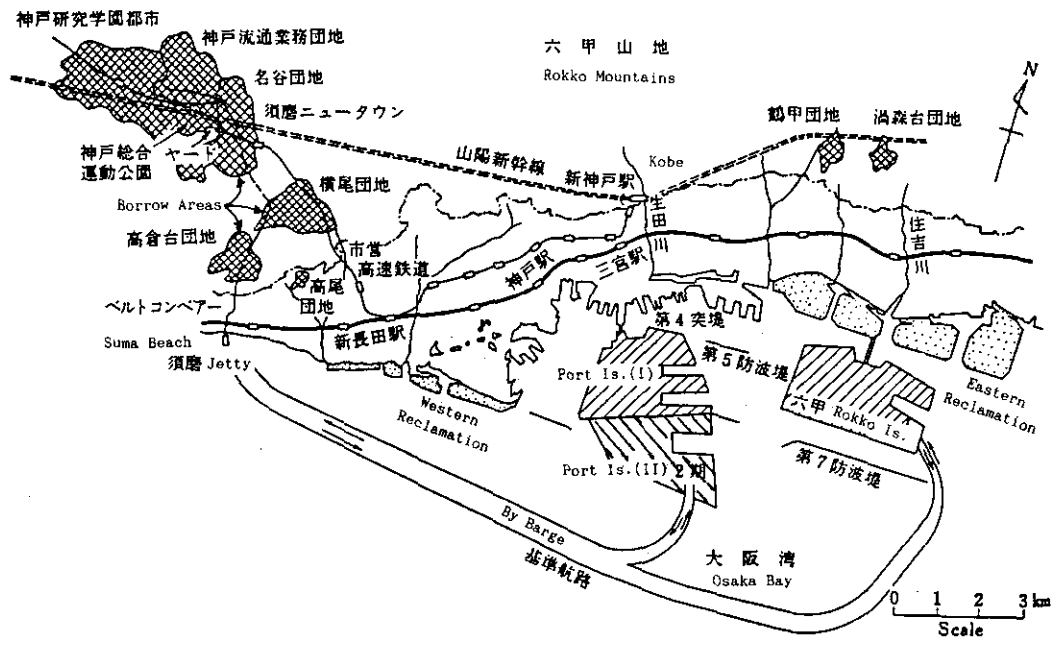 神戸研究学園都市
神戸流通業務団地
六甲山地
Rokko Mountains
N
名谷団地
須磨ニュータウン
鶴甲団地
渦森台団地
神戸総合
運動公園
ヤード
山陽新幹線
新神戸駅
Kobe
横尾団地
Borrow Areas
生田川
住吉川
高倉台団地
市営
高速鉄道
神戸駅
三宮駅
高尾
団地
ベルトコンベアー
新長田駅
第4突堤
Suma Beach
須磨 Jetty
第5防波堤
Port Is.(I)
Western
Reclamation
Eastern
Reclamation
六甲 Rokko Is.
Port Is.(II) 2期
第7防波堤
By Barge
基準航路
大阪湾
Osaka Bay
0 1 2 3 km
Scale